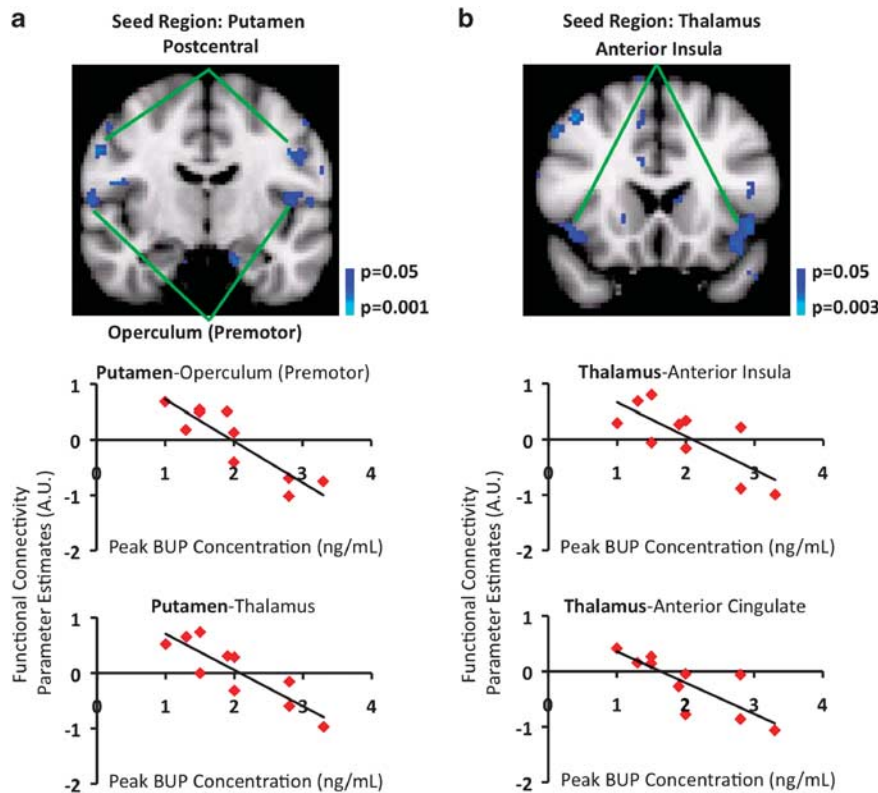 a
Seed Region: Putamen
Postcentral
p=0.05
p=0.001
Operculum (Premotor)
Putamen-Operculum (Premotor)
1
0
-1
-2
0 1 2 3 4
Peak BUP Concentration (ng/mL)
Functional Connectivity
Parameter Estimates (A.U.)
Putamen-Thalamus
1
0
-1
-2
0 1 2 3 4
Peak BUP Concentration (ng/mL)
b
Seed Region: Thalamus
Anterior Insula
p=0.05
p=0.003
Thalamus-Anterior Insula
1
0
-1
-2
0 1 2 3 4
Peak BUP Concentration (ng/mL)
Functional Connectivity
Parameter Estimates (A.U.)
Thalamus-Anterior Cingulate
1
0
-1
-2
0 1 2 3 4
Peak BUP Concentration (ng/mL)